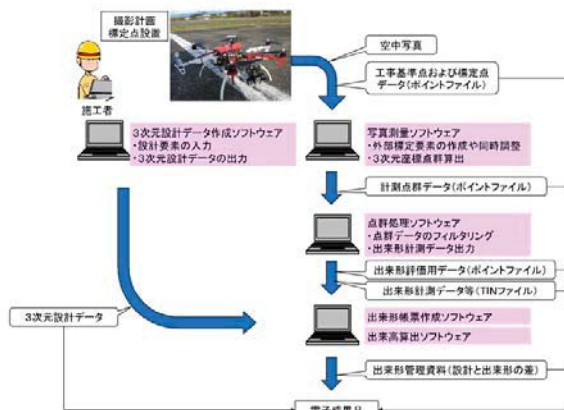 撮影計画
標定点設置
施工者
空中写真
工事基準点および標定点
データ(ポイントファイル)
3次元設計データ作成ソフトウェア
・設計要素の入力
・3次元設計データの出力
写真測量ソフトウェア
・外部標定要素の作成や同時調整
・3次元座標点群算出
計測点群データ(ポイントファイル)
点群処理ソフトウェア
・点群データのフィルタリング
・出来形計測データ出力
出来形評価用データ(ポイントファイル)
出来形計測データ等(TINファイル)
3次元設計データ
出来形帳票作成ソフトウェア
出来高算出ソフトウェア
出来形管理資料(設計と出来形の差)